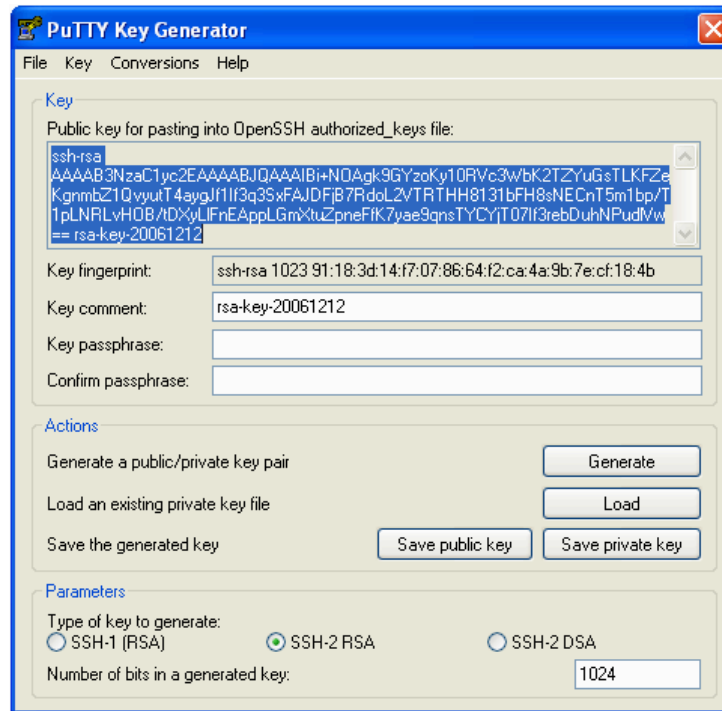 PuTTY Key Generator
File Key Conversions Help
Key
Public key for pasting into OpenSSH authorized_keys file:
ssh-rsa
AAAAB3NzaC1yc2EAAAABJQAAAIBi+NOAgk9GYzoKy10RVc3WbK2TZYuGsTLKFZe
KgnmbZ1QvyutT4aygJf1If3q3SxFAJDFjB7RdoL2VTRTHH8131bFH8sNECnT5m1bp/T
1pLNRLvHOB/tDXyLIFnEAppLGmXtuZpneFfK7yae9qnsTYCYjT07If3rebDuhNPudMw
== rsa-key-20061212
Key fingerprint: ssh-rsa 1023 91:18:3d:14:f7:07:86:64:f2:ca:4a:9b:7e:cf:18:4b
Key comment: rsa-key-20061212
Key passphrase:
Confirm passphrase:
Actions
Generate a public/private key pair Generate
Load an existing private key file Load
Save the generated key Save public key Save private key
Parameters
Type of key to generate:
SSH-1 (RSA) SSH-2 RSA SSH-2 DSA
Number of bits in a generated key: 1024